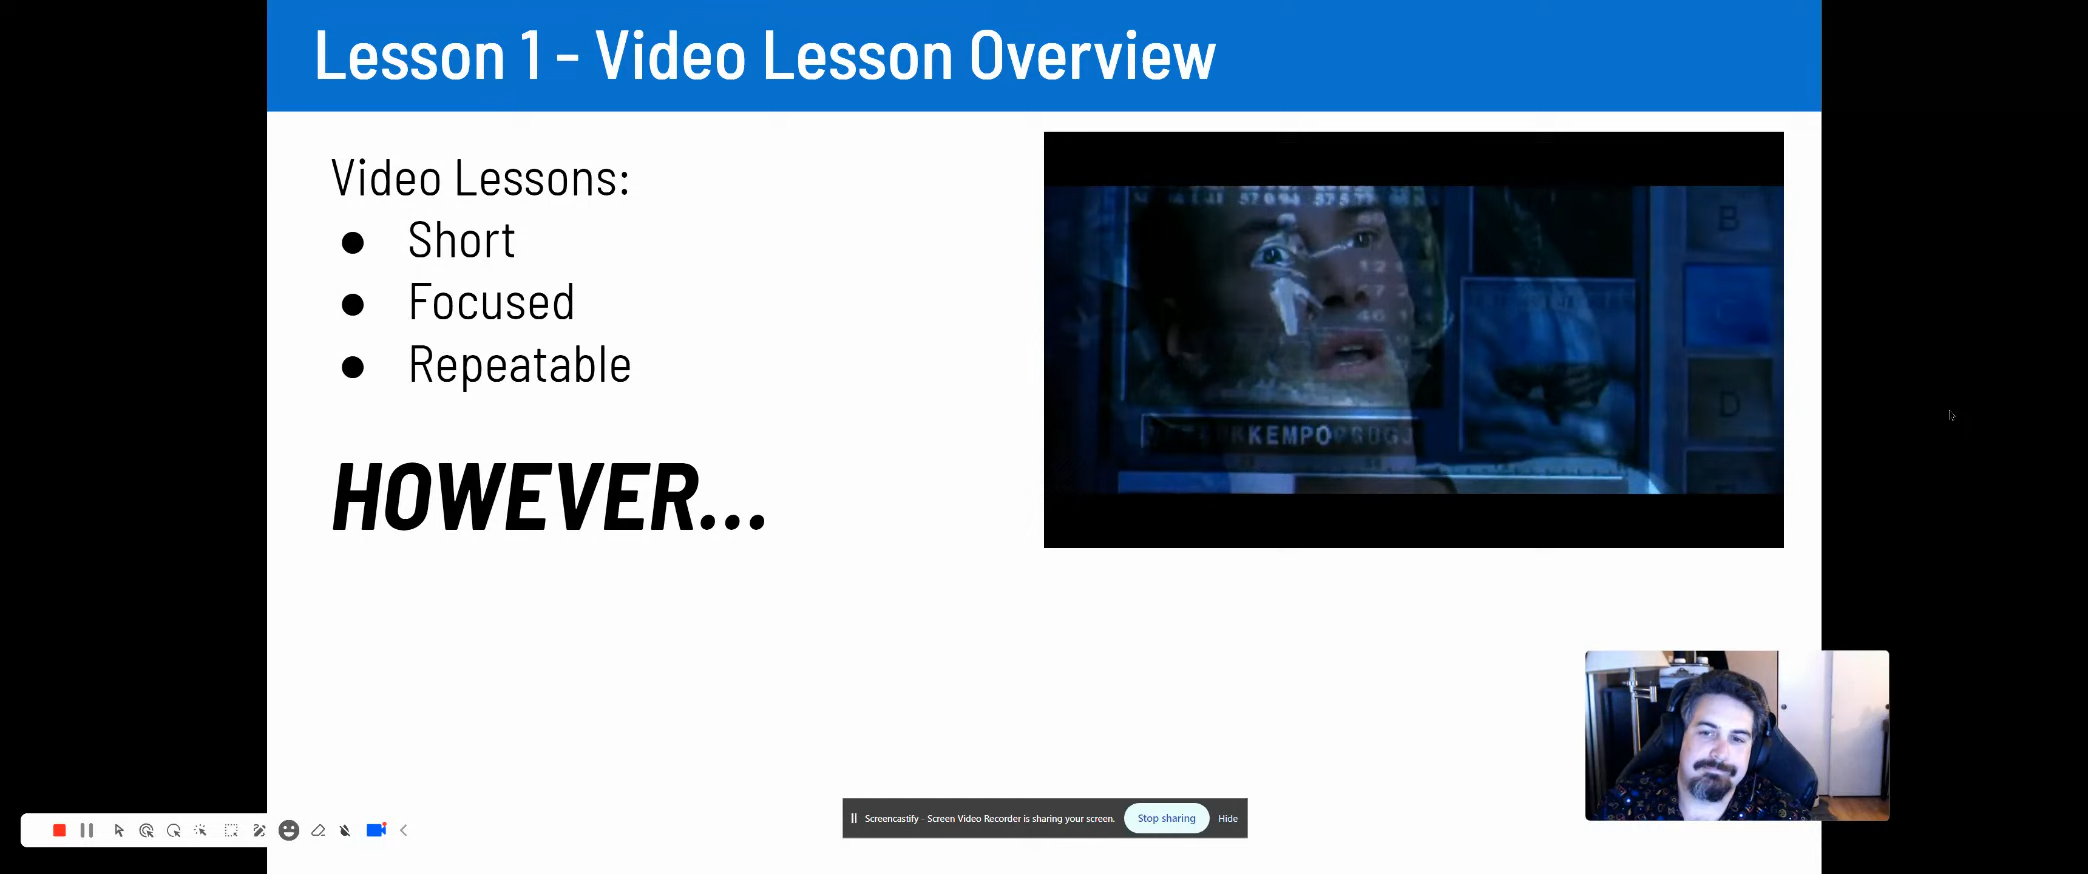 Lesson 1 - Video Lesson Overview
Video Lessons:
● Short
● Focused
● Repeatable
HOWEVER...
B
D
KEMPO
Screencastify - Screen Video Recorder is sharing your screen.
Stop sharing
Hide